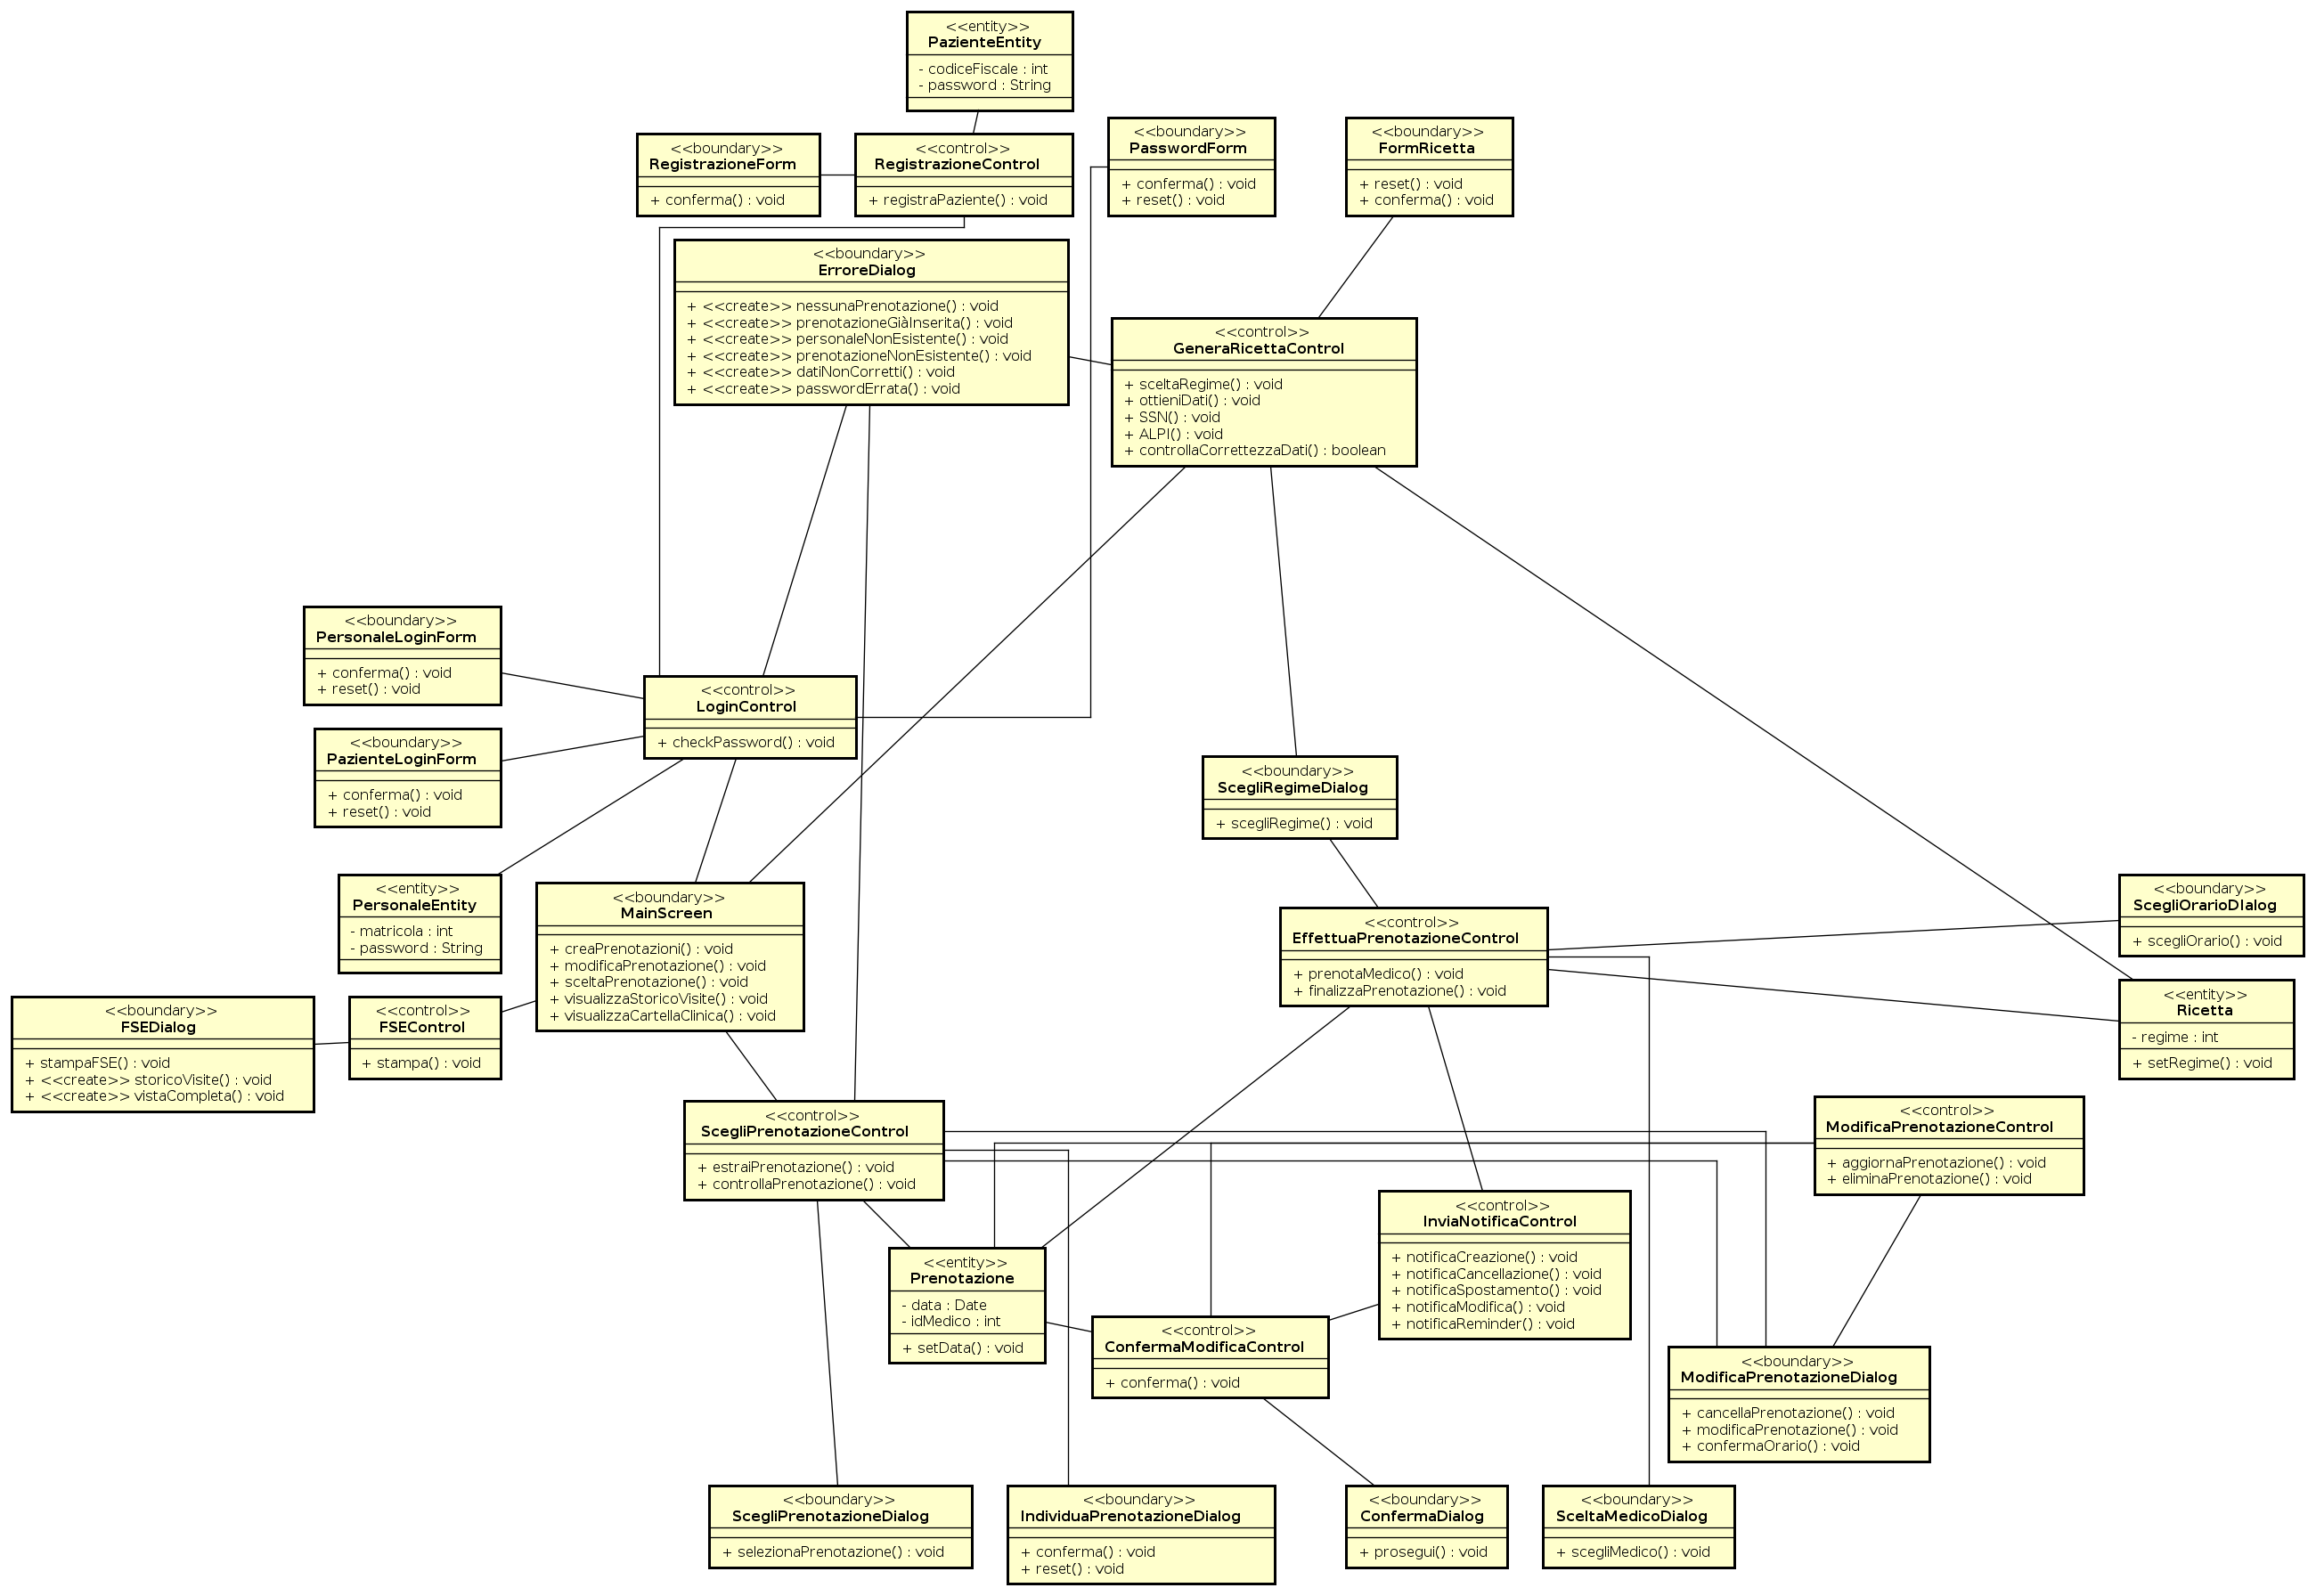 <<entity>>
PazienteEntity
- codiceFiscale : int
- password : String
<<boundary>>
RegistrazioneForm
+ conferma() : void
<<control>>
RegistrazioneControl
+ registraPaziente() : void
<<boundary>>
PasswordForm
+ conferma() : void
+ reset() : void
<<boundary>>
FormRicetta
+ reset() : void
+ conferma() : void
<<boundary>>
ErroreDialog
+ <<create>> nessunaPrenotazione() : void
+ <<create>> prenotazioneGiàInserita() : void
+ <<create>> personaleNonEsistente() : void
+ <<create>> prenotazioneNonEsistente() : void
+ <<create>> datiNonCorretti() : void
+ <<create>> passwordErrata() : void
<<control>>
GeneraRicettaControl
+ sceltaRegime() : void
+ ottieniDati() : void
+ SSN() : void
+ ALPI() : void
+ controllaCorrettezzaDati() : boolean
<<boundary>>
PersonaleLoginForm
+ conferma() : void
+ reset() : void
<<control>>
LoginControl
+ checkPassword() : void
<<boundary>>
PazienteLoginForm
+ conferma() : void
+ reset() : void
<<boundary>>
ScegliRegimeDialog
+ scegliRegime() : void
<<entity>>
PersonaleEntity
- matricola : int
- password : String
<<boundary>>
MainScreen
+ creaPrenotazioni() : void
+ modificaPrenotazione() : void
+ sceltaPrenotazione() : void
+ visualizzaStoricoVisite() : void
+ visualizzaCartellaClinica() : void
<<control>>
EffettuaPrenotazioneControl
+ prenotaMedico() : void
+ finalizzaPrenotazione() : void
<<boundary>>
ScegliOrarioDIalog
+ scegliOrario() : void
<<boundary>>
FSEDialog
+ stampaFSE() : void
+ <<create>> storicoVisite() : void
+ <<create>> vistaCompleta() : void
<<control>>
FSEControl
+ stampa() : void
<<entity>>
Ricetta
- regime : int
+ setRegime() : void
<<control>>
ScegliPrenotazioneControl
+ estraiPrenotazione() : void
+ controllaPrenotazione() : void
<<control>>
ModificaPrenotazioneControl
+ aggiornaPrenotazione() : void
+ eliminaPrenotazione() : void
<<control>>
InviaNotificaControl
+ notificaCreazione() : void
+ notificaCancellazione() : void
+ notificaSpostamento() : void
+ notificaModifica() : void
+ notificaReminder() : void
<<entity>>
Prenotazione
- data : Date
- idMedico : int
+ setData() : void
<<control>>
ConfermaModificaControl
+ conferma() : void
<<boundary>>
ModificaPrenotazioneDialog
+ cancellaPrenotazione() : void
+ modificaPrenotazione() : void
+ confermaOrario() : void
<<boundary>>
ScegliPrenotazioneDialog
+ selezionaPrenotazione() : void
<<boundary>>
IndividuaPrenotazioneDialog
+ conferma() : void
+ reset() : void
<<boundary>>
ConfermaDialog
+ prosegui() : void
<<boundary>>
SceltaMedicoDialog
+ scegliMedico() : void